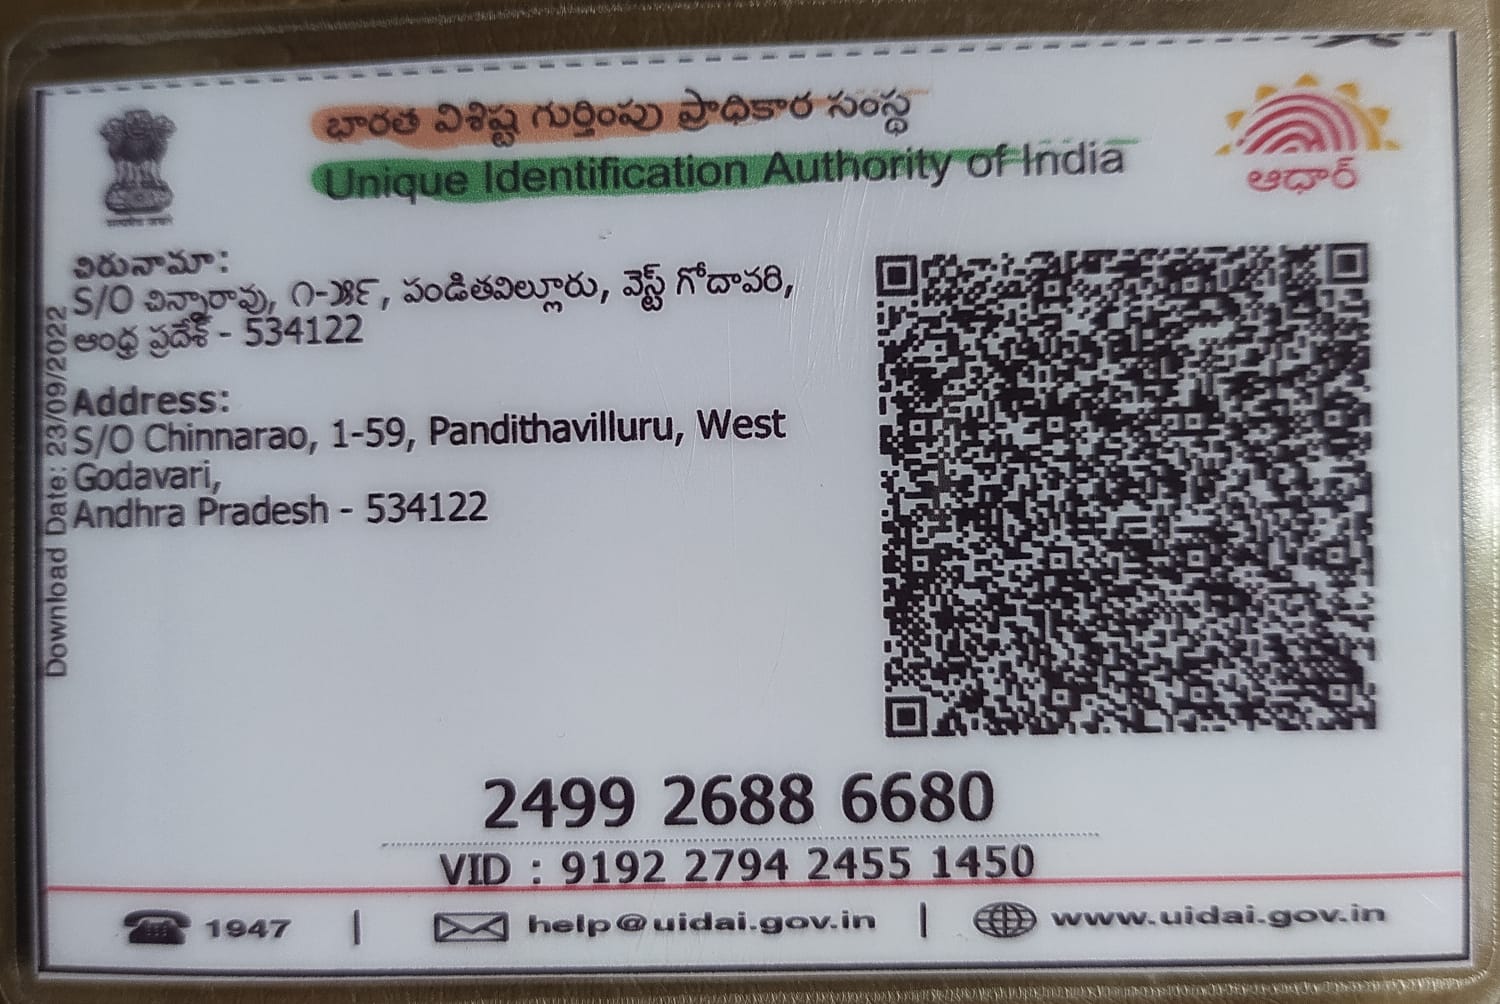 భారత విశిష్ట గుర్తింపు ప్రాధికార సంస్థ
Unique Identification Authority of India
ఆధార్
చిరునామా:
S/O చిన్నారావు, ౧-౫౯, పండితవిల్లూరు, వెస్ట్ గోదావరి,
ఆంధ్ర ప్రదేశ్ - 534122
Address:
S/O Chinnarao, 1-59, Pandithavilluru, West
Godavari,
Andhra Pradesh - 534122
Download Date: 23/09/2022
2499 2688 6680
VID : 9192 2794 2455 1450
1947 | help@uidai.gov.in | www.uidai.gov.in